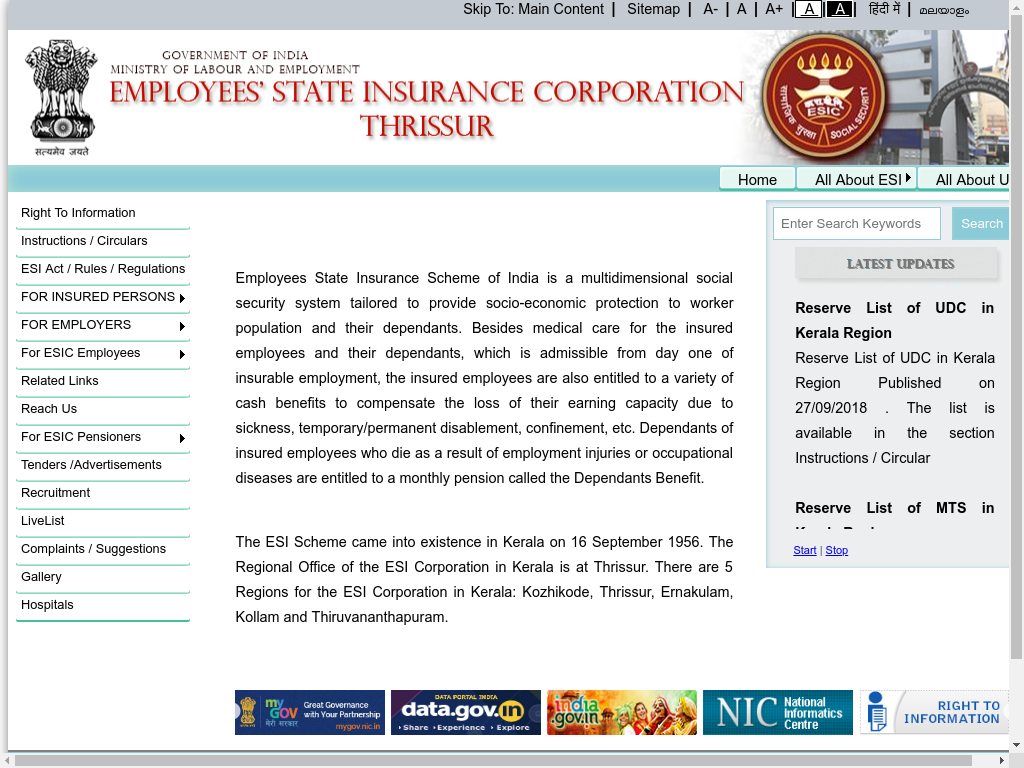 Skip To: Main Content | Sitemap | A- | A | A+ | A | A | हिंदी में | മലയാളം
GOVERNMENT OF INDIA
MINISTRY OF LABOUR AND EMPLOYMENT
EMPLOYEES' STATE INSURANCE CORPORATION
THRISSUR
सत्यमेव जयते
क.रा.बी.नि
ESIC
सामाजिक सुरक्षा
SOCIAL SECURITY
Home
All About ESI
All About U
Right To Information
Instructions / Circulars
ESI Act / Rules / Regulations
FOR INSURED PERSONS
FOR EMPLOYERS
For ESIC Employees
Related Links
Reach Us
For ESIC Pensioners
Tenders /Advertisements
Recruitment
LiveList
Complaints / Suggestions
Gallery
Hospitals
Employees State Insurance Scheme of India is a multidimensional social
security system tailored to provide socio-economic protection to worker
population and their dependants. Besides medical care for the insured
employees and their dependants, which is admissible from day one of
insurable employment, the insured employees are also entitled to a variety of
cash benefits to compensate the loss of their earning capacity due to
sickness, temporary/permanent disablement, confinement, etc. Dependants of
insured employees who die as a result of employment injuries or occupational
diseases are entitled to a monthly pension called the Dependants Benefit.
The ESI Scheme came into existence in Kerala on 16 September 1956. The
Regional Office of the ESI Corporation in Kerala is at Thrissur. There are 5
Regions for the ESI Corporation in Kerala: Kozhikode, Thrissur, Ernakulam,
Kollam and Thiruvananthapuram.
Enter Search Keywords
Search
LATEST UPDATES
Reserve List of UDC in
Kerala Region
Reserve List of UDC in Kerala
Region Published on
27/09/2018 . The list is
available in the section
Instructions / Circular
Reserve List of MTS in
Kerala Region
Start | Stop
my GOV
मेरी सरकार
Great Governance
with Your Partnership
mygov.nic.in
DATA PORTAL INDIA
data.gov.in
Share Experience Explore
india
gov.in
NIC
National
Informatics
Centre
RIGHT TO
INFORMATION